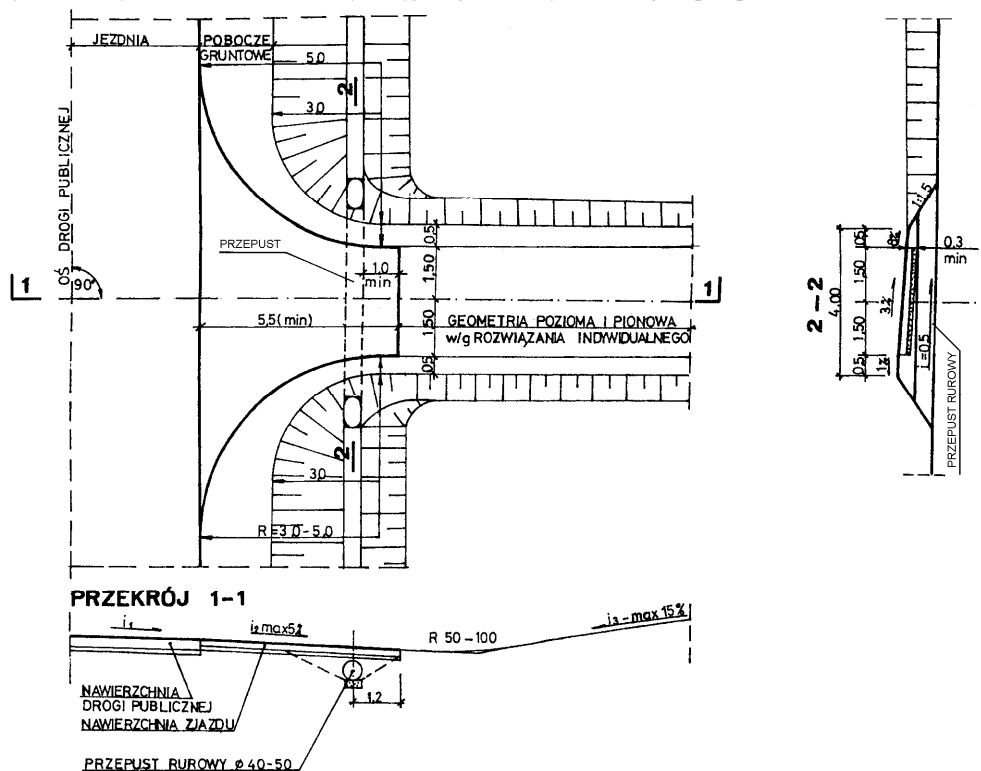 JEZDNIA
POBOCZE
GRUNTOWE
5,0
2
3,0
OŚ DROGI PUBLICZNEJ
PRZEPUST
1
90°
1,0
min
0,5
1,50
1
5,5 (min)
GEOMETRIA POZIOMA I PIONOWA
w/g ROZWIĄZANIA INDYWIDUALNEGO
1,50
0,5
2
3,0
R=3,0-5,0
1:1,5
0,5
8%
0,3
min
1,50
4,00
2-2
3%
1,50
i=0,5
0,5
1%
PRZEPUST RUROWY
PRZEKRÓJ 1-1
i₁
i₂ max 5%
R 50-100
i₃ - max 15%
NAWIERZCHNIA
DROGI PUBLICZNEJ
NAWIERZCHNIA ZJAZDU
1,2
PRZEPUST RUROWY ø 40-50